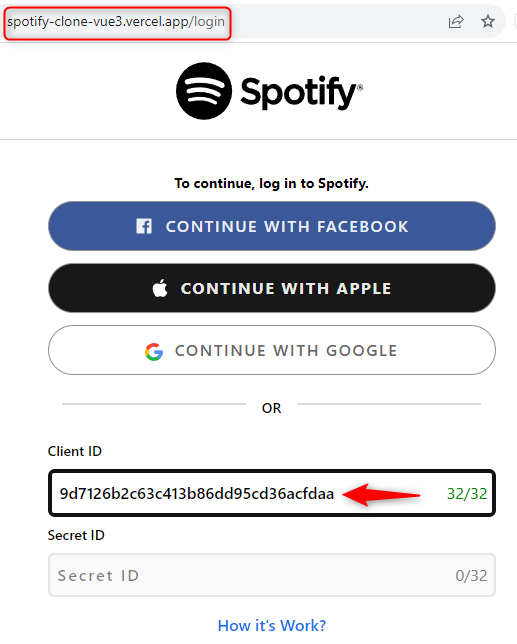 spotify-clone-vue3.vercel.app/login
Spotify®
To continue, log in to Spotify.
CONTINUE WITH FACEBOOK
CONTINUE WITH APPLE
CONTINUE WITH GOOGLE
OR
Client ID
9d7126b2c63c413b86dd95cd36acfdaa 32/32
Secret ID
Secret ID 0/32
How it's Work?